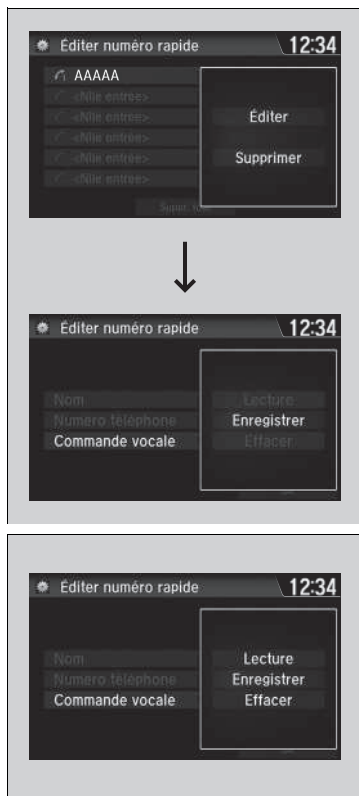 Éditer numéro rapide 12:34
AAAAA
<Nlle entrée>
<Nlle entrée>
<Nlle entrée>
<Nlle entrée>
<Nlle entrée>
Éditer
Supprimer
Éditer numéro rapide 12:34
Nom
Numéro téléphone
Commande vocale
Lecture
Enregistrer
Effacer
Éditer numéro rapide 12:34
Nom
Numéro téléphone
Commande vocale
Lecture
Enregistrer
Effacer